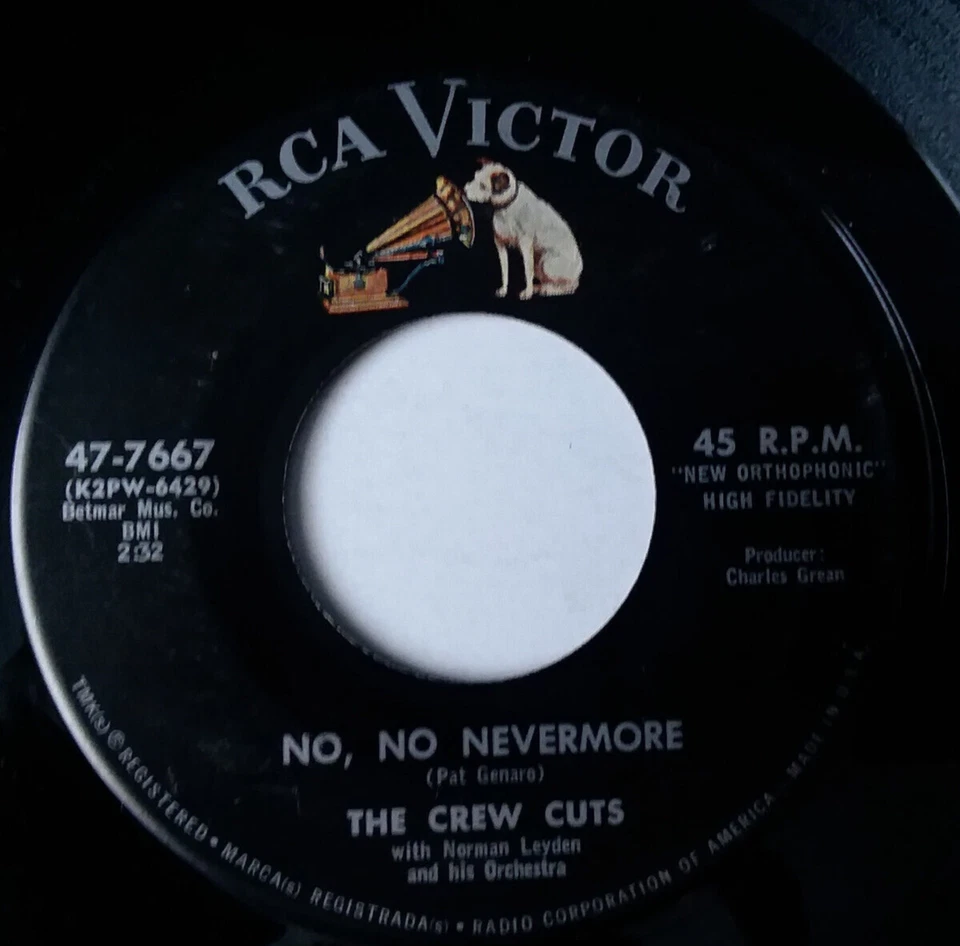 RCA VICTOR
47-7667
(K2PW-6429)
Betmar Mus. Co.
BMI
2:32
45 R.P.M.
"NEW ORTHOPHONIC"
HIGH FIDELITY
Producer:
Charles Grean
NO, NO NEVERMORE
(Pat Genaro)
THE CREW CUTS
with Norman Leyden
and his Orchestra
TMK(s) ® REGISTERED • MARCA(s) REGISTRADA(s) • RADIO CORPORATION OF AMERICA - MADE IN U.S.A.